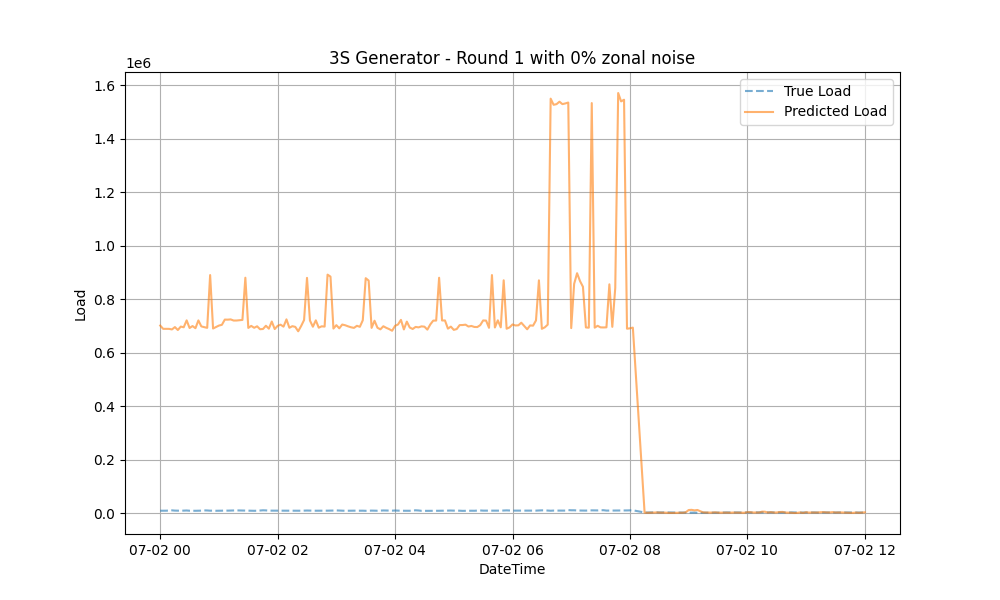 3S Generator - Round 1 with 0% zonal noise
1e6
True Load
Predicted Load
1.6
1.4
1.2
1.0
0.8
0.6
0.4
0.2
0.0
Load
07-02 00 07-02 02 07-02 04 07-02 06 07-02 08 07-02 10 07-02 12
DateTime